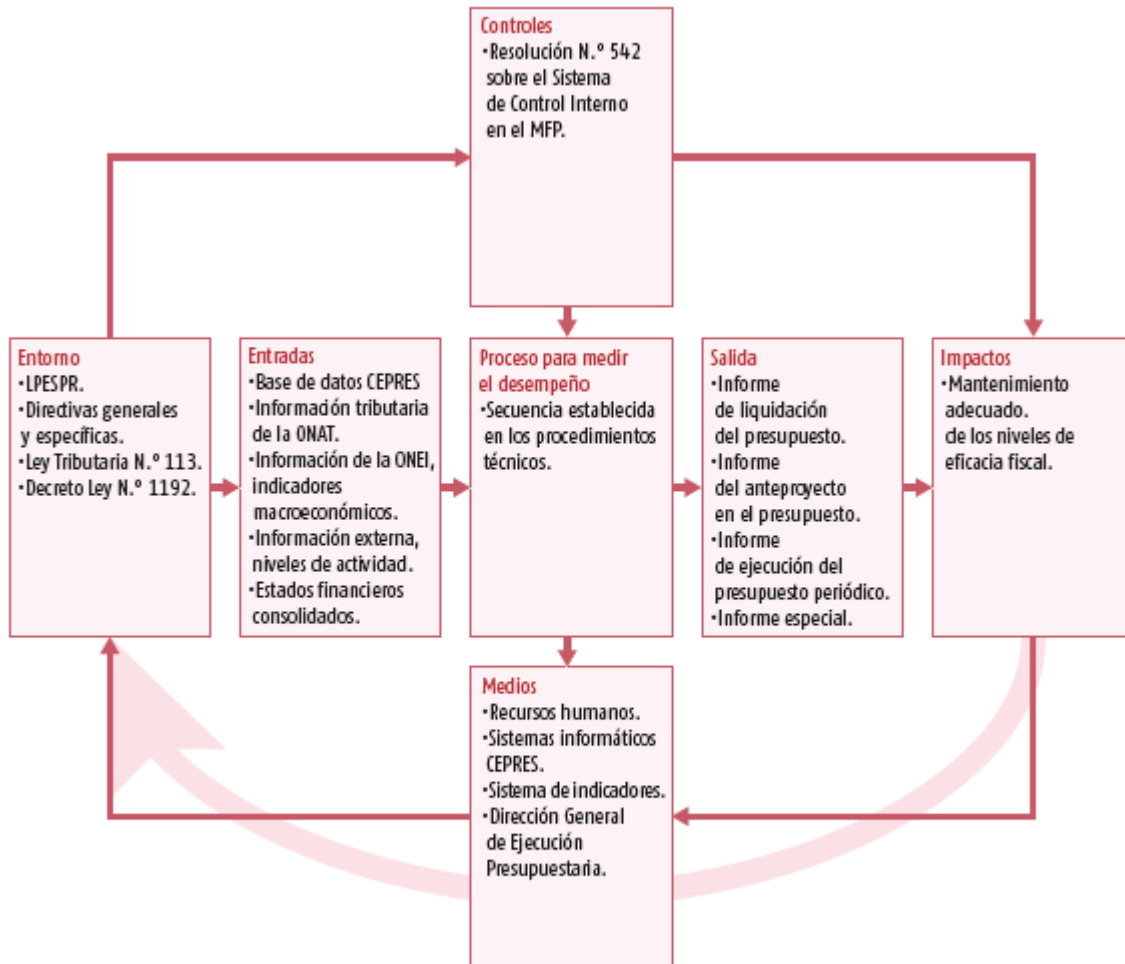 Controles
•Resolución N.º 542
sobre el Sistema
de Control Interno
en el MFP.
Entorno
•LPESPR.
•Directivas generales
y específicas.
•Ley Tributaria N.º 113.
•Decreto Ley N.º 1192.
Entradas
•Base de datos CEPRES
•Información tributaria
de la ONAT.
•Información de la ONEI,
indicadores
macroeconómicos.
•Información externa,
niveles de actividad.
•Estados financieros
consolidados.
Proceso para medir
el desempeño
•Secuencia establecida
en los procedimientos
técnicos.
Salida
•Informe
de liquidación
del presupuesto.
•Informe
del anteproyecto
en el presupuesto.
•Informe
de ejecución del
presupuesto periódico.
•Informe especial.
Impactos
•Mantenimiento
adecuado.
de los niveles de
eficacia fiscal.
Medios
•Recursos humanos.
•Sistemas informáticos
CEPRES.
•Sistema de indicadores.
•Dirección General
de Ejecución
Presupuestaria.